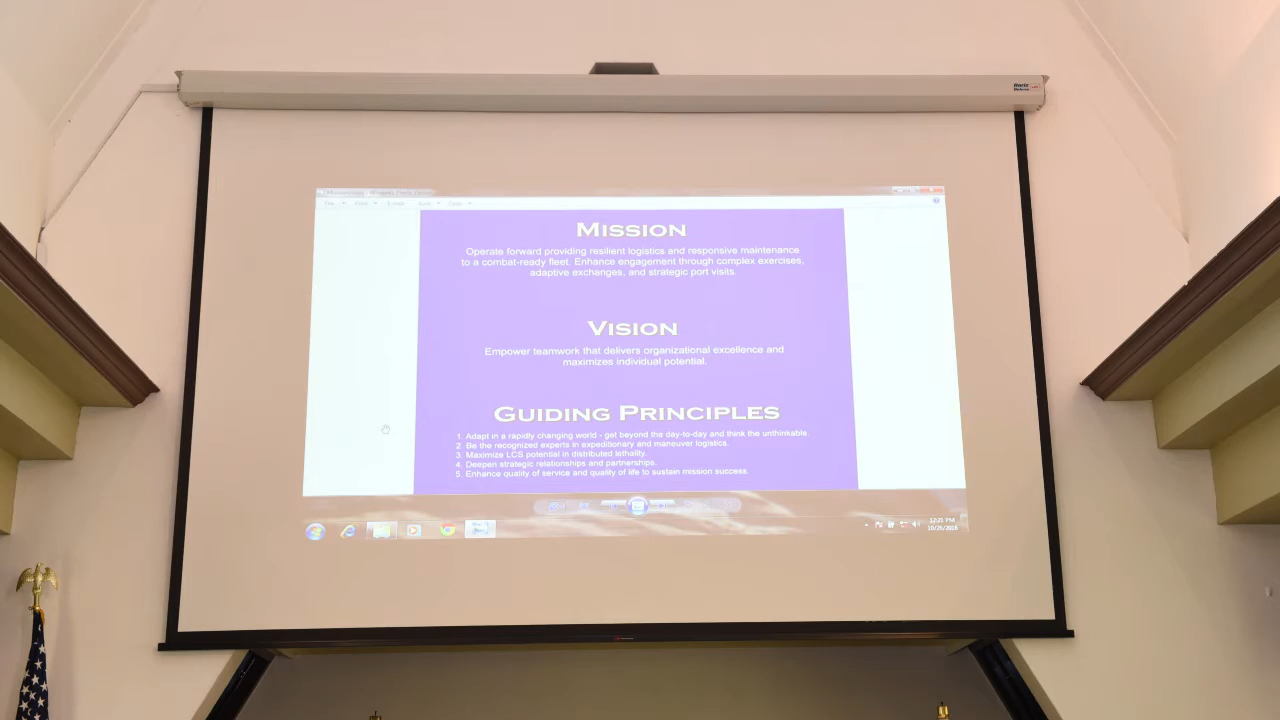 MISSION
Operate forward providing resilient logistics and responsive maintenance
to a combat-ready fleet. Enhance engagement through complex exercises,
adaptive exchanges, and strategic port visits.
VISION
Empower teamwork that delivers organizational excellence and
maximizes individual potential.
GUIDING PRINCIPLES
1. Adapt in a rapidly changing world - get beyond the day-to-day and think the unthinkable.
2. Be the recognized experts in expeditionary and maneuver logistics.
3. Maximize LCS potential in distributed lethality.
4. Deepen strategic relationships and partnerships.
5. Enhance quality of service and quality of life to sustain mission success.
12:21 PM